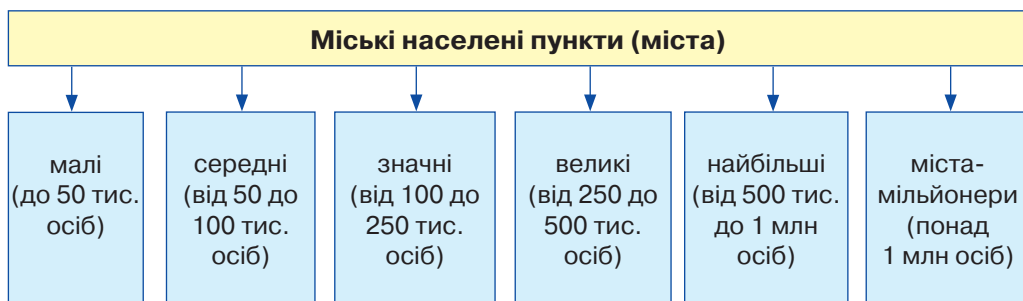 Міські населені пункти (міста)
малі
(до 50 тис.
осіб)
середні
(від 50 до
100 тис.
осіб)
значні
(від 100 до
250 тис.
осіб)
великі
(від 250 до
500 тис.
осіб)
найбільші
(від 500 тис.
до 1 млн
осіб)
міста-
мільйонери
(понад
1 млн осіб)